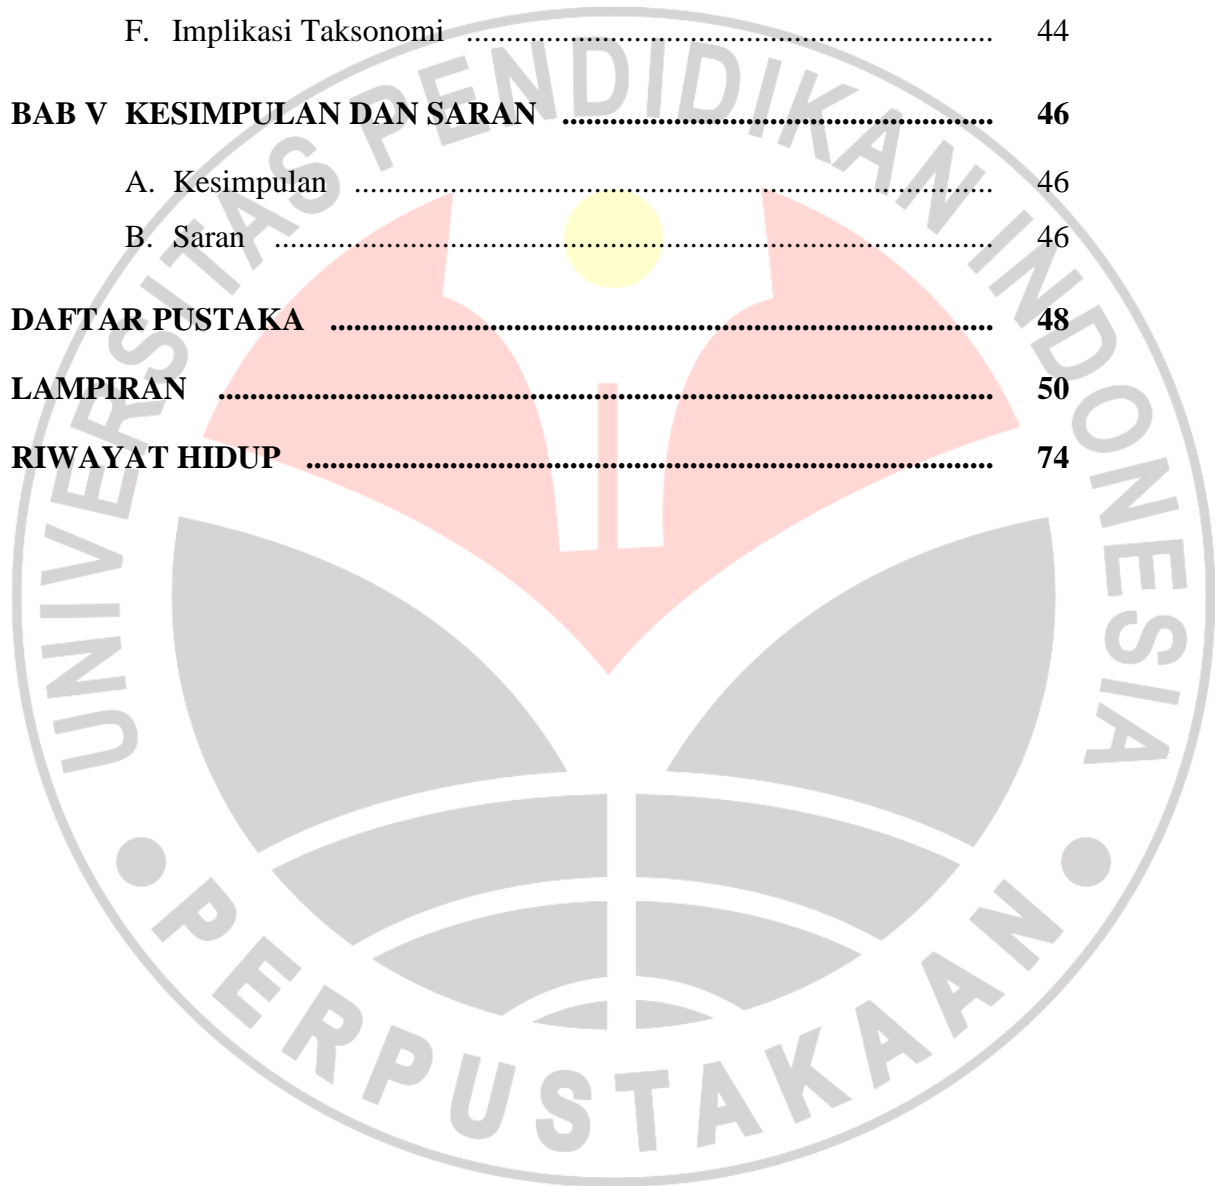 F. Implikasi Taksonomi .................................................................. 44
BAB V KESIMPULAN DAN SARAN ...................................................... 46
A. Kesimpulan ................................................................................ 46
B. Saran .......................................................................................... 46
DAFTAR PUSTAKA ................................................................................... 48
LAMPIRAN ................................................................................................. 50
RIWAYAT HIDUP ...................................................................................... 74
UNIVERSITAS PENDIDIKAN INDONESIA
PERPUSTAKAAN